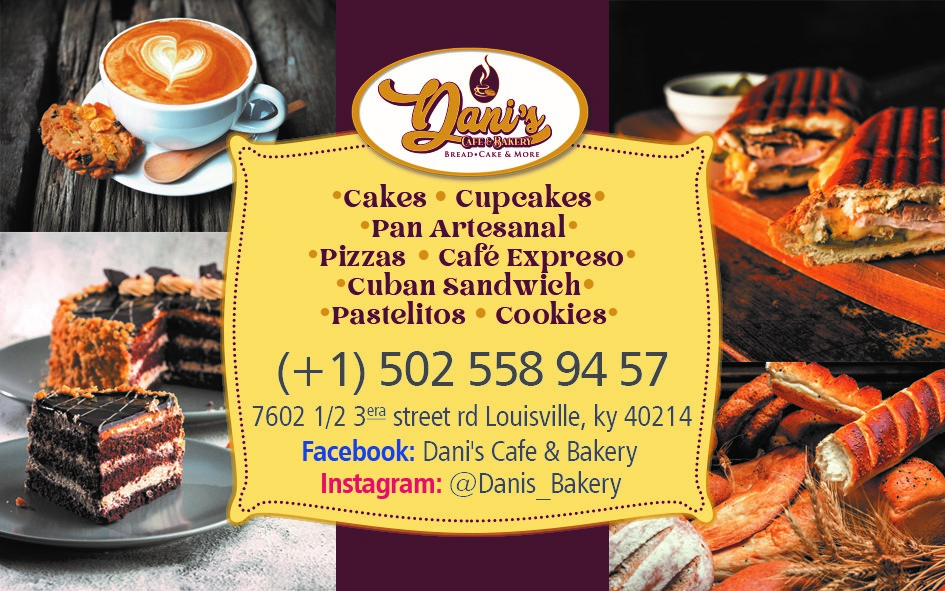 Dani's
Cafe & Bakery
Bread•Cake & More
•Cakes • Cupcakes•
•Pan Artesanal•
•Pizzas • Café Expreso•
•Cuban Sandwich•
•Pastelitos • Cookies•
(+1) 502 558 94 57
7602 1/2 3era street rd Louisville, ky 40214
Facebook: Dani's Cafe & Bakery
Instagram: @Danis_Bakery